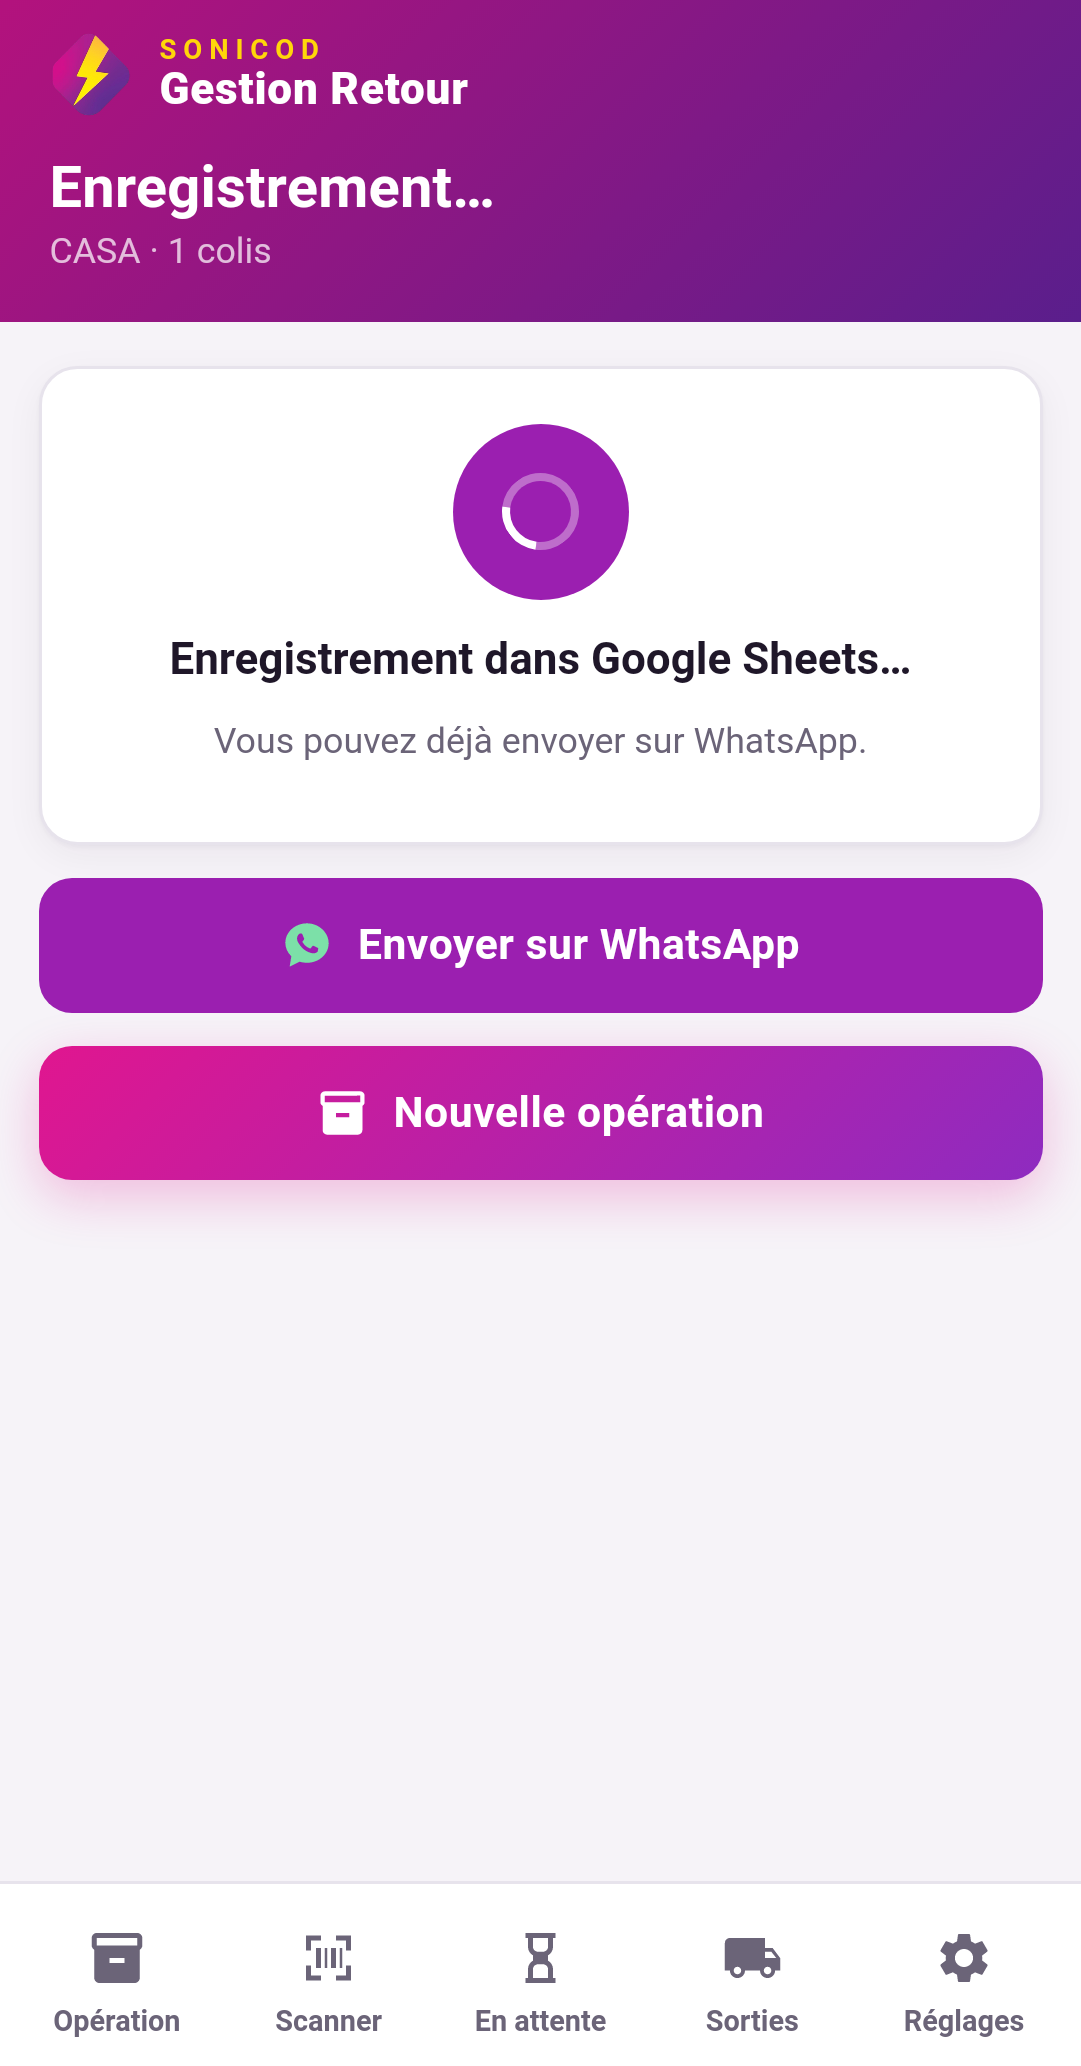 SONICOD
Gestion Retour
Enregistrement…
CASA · 1 colis
Enregistrement dans Google Sheets…
Vous pouvez déjà envoyer sur WhatsApp.
Envoyer sur WhatsApp
Nouvelle opération
Opération
Scanner
En attente
Sorties
Réglages